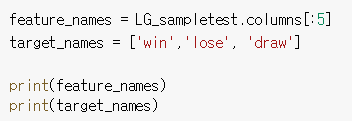 feature_names = LG_sampletest.columns[:5]
target_names = ['win','lose', 'draw']
print(feature_names)
print(target_names)